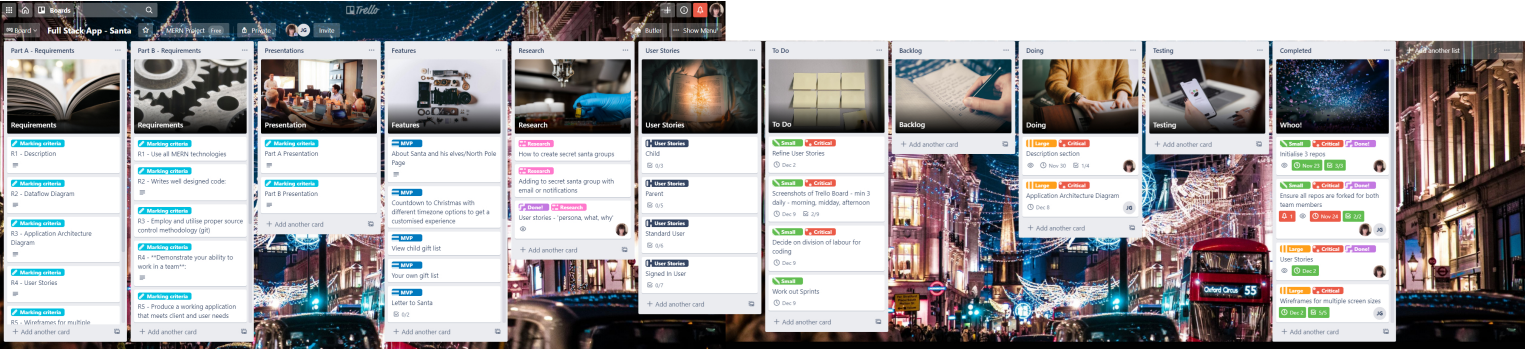 Boards
Trello
Board
Full Stack App - Santa
MERN Project Free
Private
JG
Invite
Butler
Show Menu
Part A - Requirements
Requirements
Marking criteria
R1 - Description
Marking criteria
R2 - Dataflow Diagram
Marking criteria
R3 - Application Architecture
Diagram
Marking criteria
R4 - User Stories
Marking criteria
R5 - Wireframes for multiple
+ Add another card
Part B - Requirements
Requirements
Marking criteria
R1 - Use all MERN technologies
Marking criteria
R2 - Writes well designed code:
Marking criteria
R3 - Employ and utilise proper source
control methodology (git)
Marking criteria
R4 - **Demonstrate your ability to
work in a team**:
Marking criteria
R5 - Produce a working application
that meets client and user needs
+ Add another card
Presentations
Presentation
Marking criteria
Part A Presentation
Marking criteria
Part B Presentation
+ Add another card
Features
Features
MVP
About Santa and his elves/North Pole
Page
MVP
Countdown to Christmas with
different timezone options to get a
customised experience
MVP
View child gift list
MVP
Your own gift list
MVP
Letter to Santa
0/2
+ Add another card
Research
Research
Research
How to create secret santa groups
Research
Adding to secret santa group with
email or notifications
Done! Research
User stories - 'persona, what, why'
+ Add another card
User Stories
User Stories
User Stories
Child
0/3
User Stories
Parent
0/5
User Stories
Standard User
0/6
User Stories
Signed In User
0/7
+ Add another card
To Do
To Do
Small Critical
Refine User Stories
Dec 2
Small Critical
Screenshots of Trello Board - min 3
daily - morning, midday, afternoon
Dec 9 2/9
Small Critical
Decide on division of labour for
coding
Dec 9
Small
Work out Sprints
Dec 9
+ Add another card
Backlog
Backlog
+ Add another card
Doing
Doing
Large Critical
Description section
Nov 30 1/4
Large Critical
Application Architecture Diagram
Dec 8
JG
+ Add another card
Testing
Testing
+ Add another card
Completed
Whoo!
Small Critical Done!
Initialise 3 repos
Nov 25 3/3
Small Critical Done!
Ensure all repos are forked for both
team members
1 Nov 24 2/2
JG
Large Critical Done!
User Stories
Dec 2
Large Critical Done!
Wireframes for multiple screen sizes
Dec 2 5/5
JG
+ Add another card
+ Add another list
Oxford Circus 55